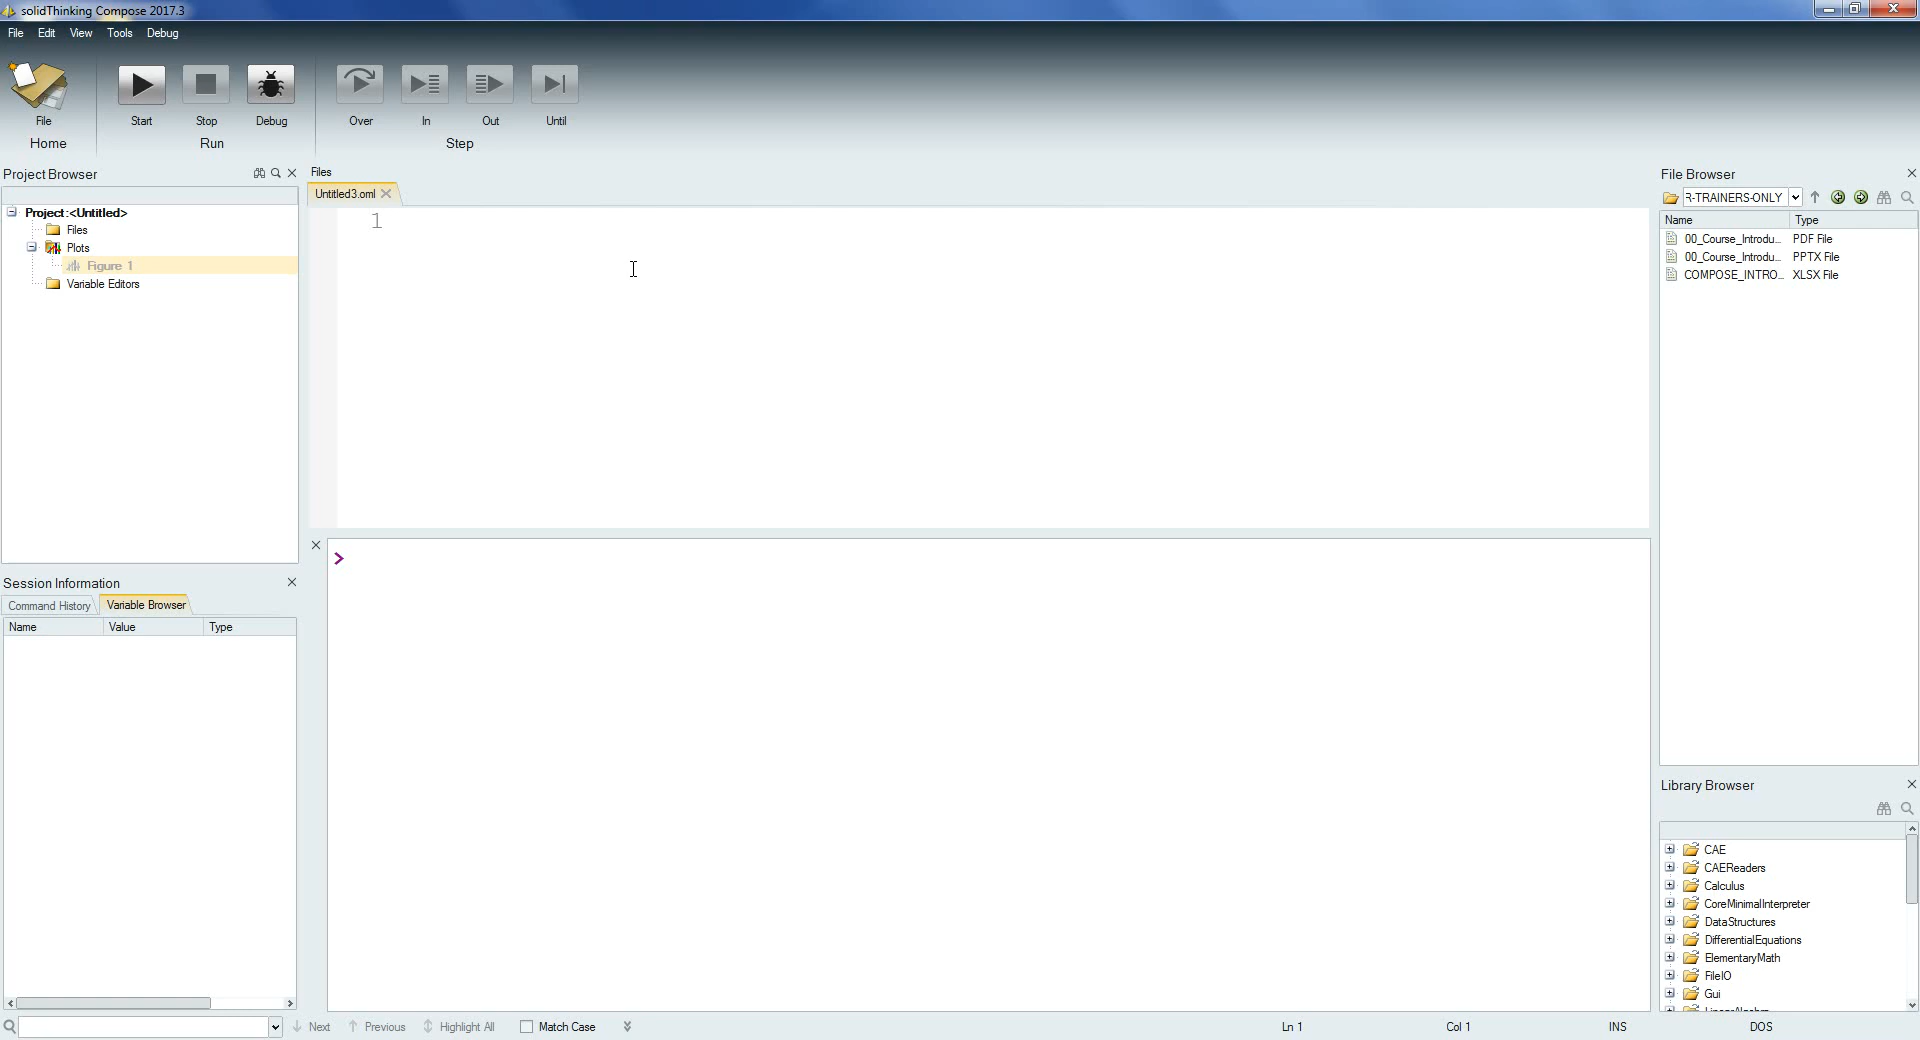 solidThinking Compose 2017.3
File Edit View Tools Debug
File Start Stop Debug Over In Out Until
Home Run Step
Project Browser
Project:<Untitled>
Files
Plots
Figure 1
Variable Editors
Files
Untitled3.oml
1
>
Session Information
Command History Variable Browser
Name Value Type
File Browser
R-TRAINERS-ONLY
Name Type
00_Course_Introdu... PDF File
00_Course_Introdu... PPTX File
COMPOSE_INTRO... XLSX File
Library Browser
CAE
CAEReaders
Calculus
CoreMinimalInterpreter
DataStructures
DifferentialEquations
ElementaryMath
FileIO
Gui
Next Previous Highlight All Match Case Ln 1 Col 1 INS DOS